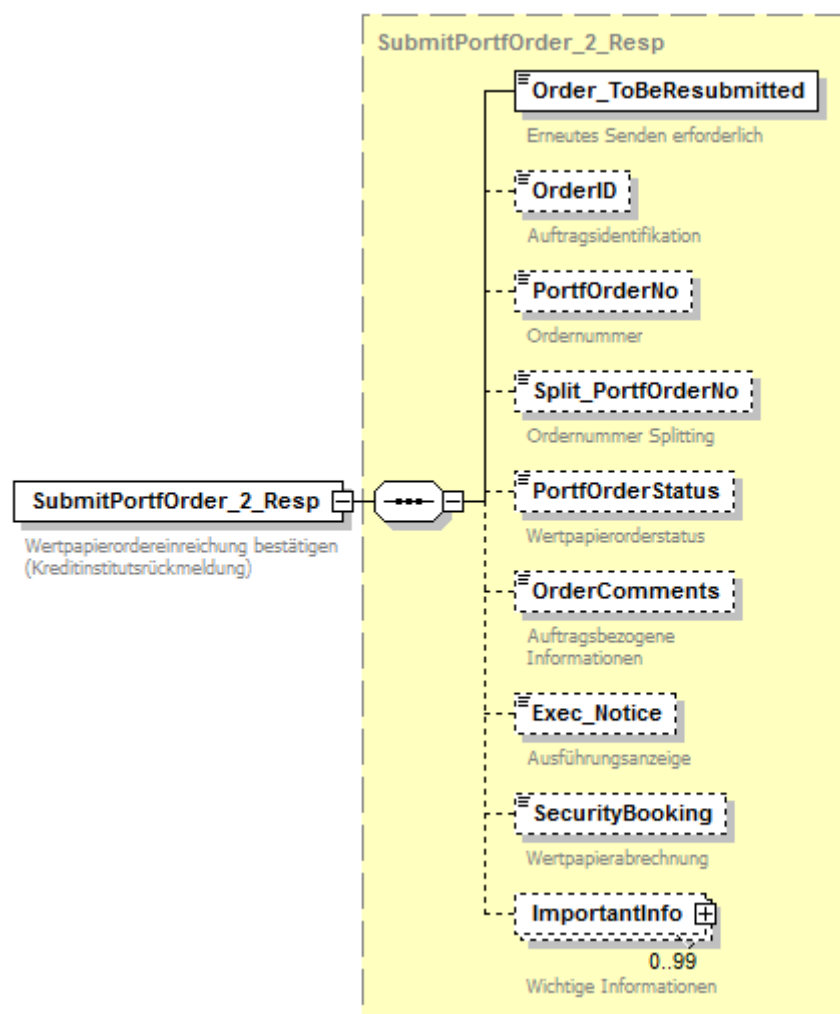 SubmitPortfOrder_2_Resp
Order_ToBeResubmitted
Erneutes Senden erforderlich
OrderID
Auftragsidentifikation
PortfOrderNo
Ordernummer
Split_PortfOrderNo
Ordernummer Splitting
SubmitPortfOrder_2_Resp
Wertpapierordereinreichung bestätigen
(Kreditinstitutsrückmeldung)
PortfOrderStatus
Wertpapierorderstatus
OrderComments
Auftragsbezogene
Informationen
Exec_Notice
Ausführungsanzeige
SecurityBooking
Wertpapierabrechnung
ImportantInfo
0..99
Wichtige Informationen